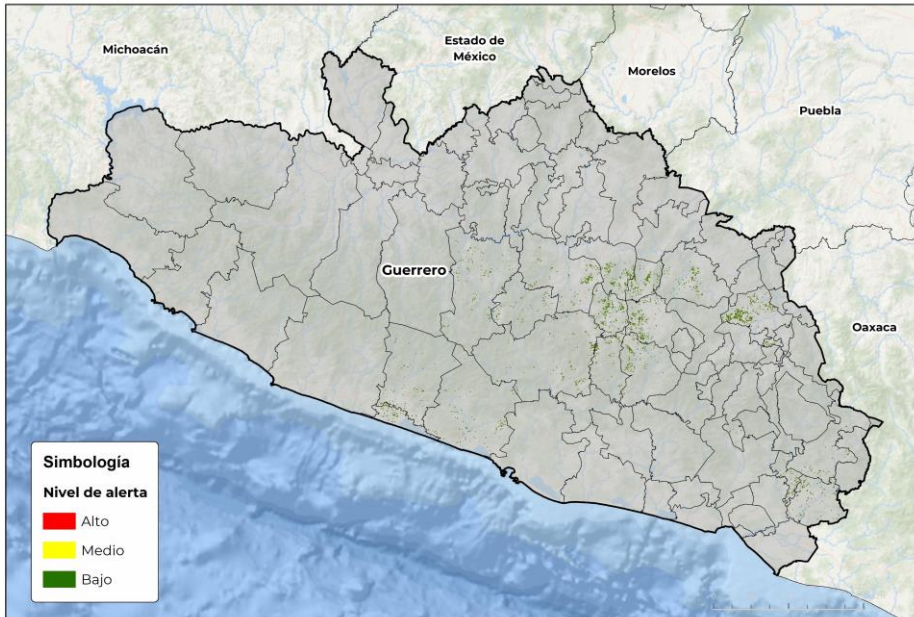 Michoacán
Estado de
México
Morelos
Puebla
Guerrero
Oaxaca
Simbología
Nivel de alerta
Alto
Medio
Bajo